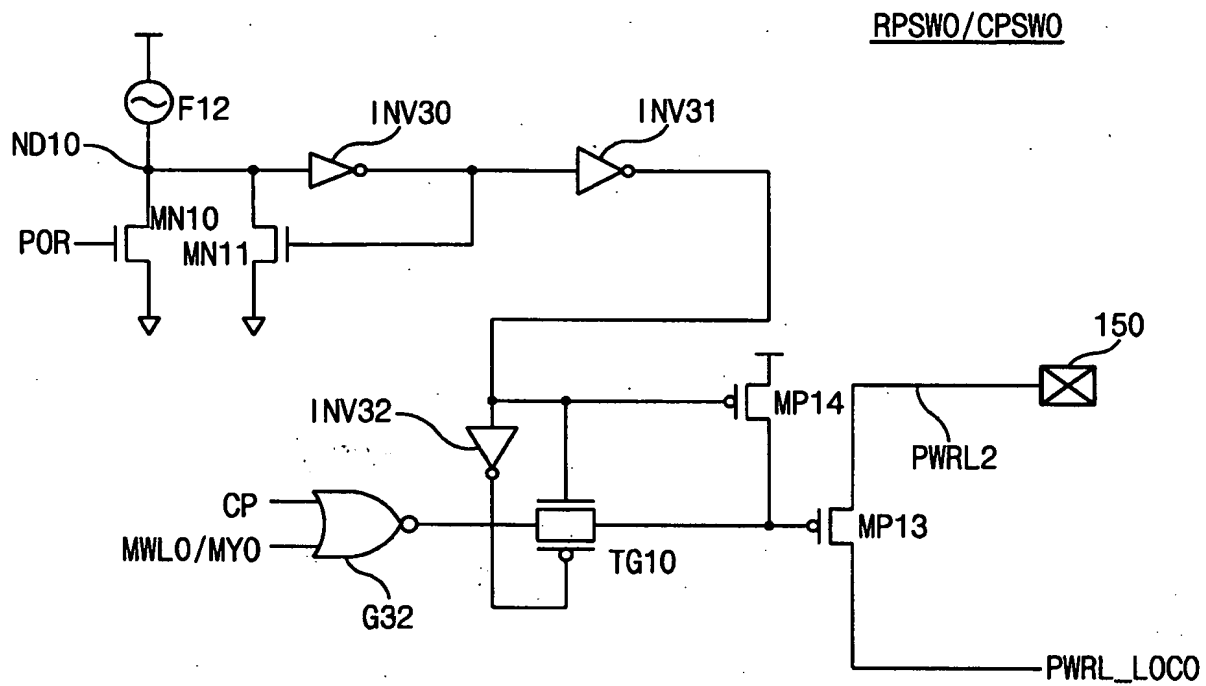 RPSW0/CPSW0
F12
INV30
INV31
ND10
MN10
POR
MN11
150
INV32
MP14
PWRL2
CP
MWL0/MY0
MP13
TG10
G32
PWRL_LOC0